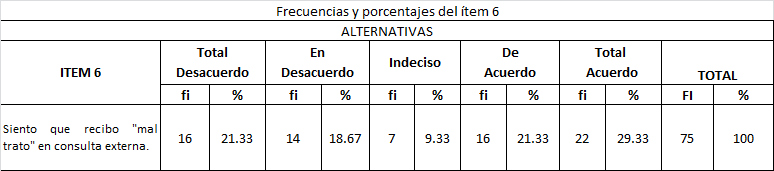 Frecuencias y porcentajes del ítem 6
ALTERNATIVAS
ITEM 6
Total Desacuerdo
En Desacuerdo
Indeciso
De Acuerdo
Total Acuerdo
TOTAL
fi % fi % fi % fi % fi % FI %
Siento que recibo "mal
trato" en consulta externa.
16 21.33 14 18.67 7 9.33 16 21.33 22 29.33 75 100